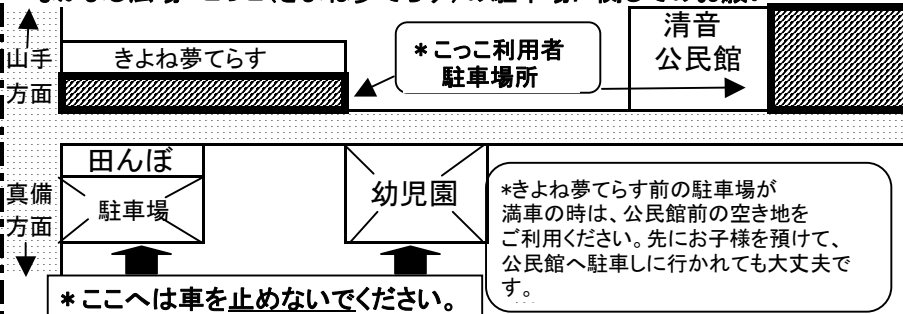 山手
方面
きよね夢てらす
*こっこ利用者
駐車場所
清音
公民館
田んぼ
駐車場
幼児園
真備
方面
*きよね夢てらす前の駐車場が
満車の時は、公民館前の空き地を
ご利用ください。先にお子様を預けて、
公民館へ駐車しに行かれても大丈夫で
す。
*ここへは車を止めないでください。